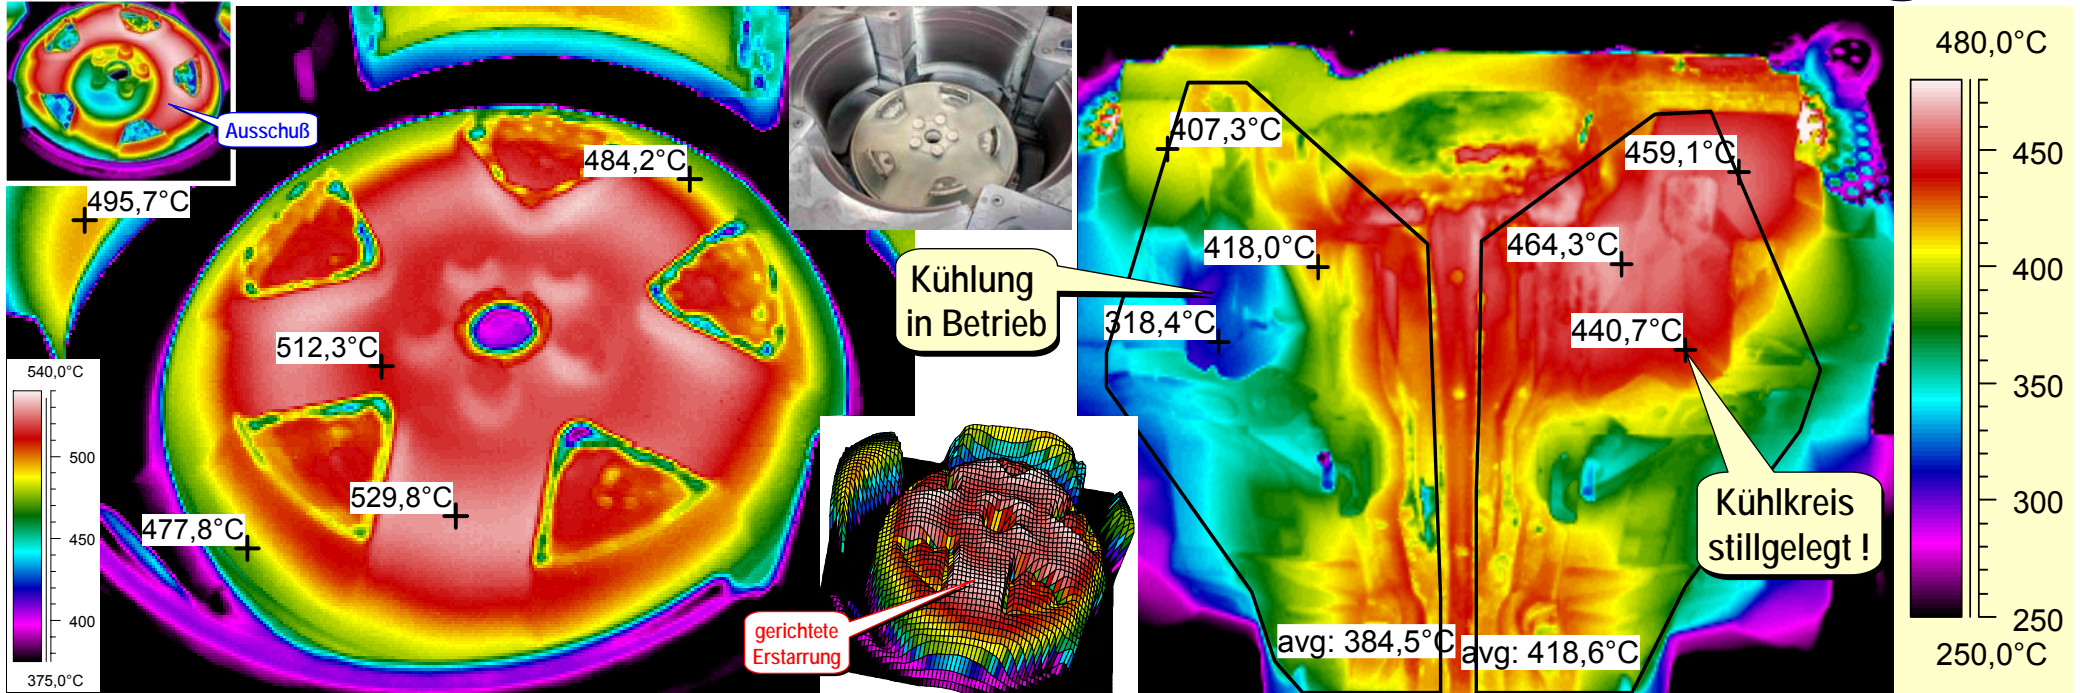 Ausschuß
495,7°C
484,2°C
512,3°C
529,8°C
477,8°C
540,0°C
500
450
400
375,0°C
gerichtete
Erstarrung
Kühlung
in Betrieb
407,3°C
459,1°C
418,0°C
464,3°C
318,4°C
440,7°C
Kühlkreis
stillgelegt !
avg: 384,5°C
avg: 418,6°C
480,0°C
450
400
350
300
250
250,0°C